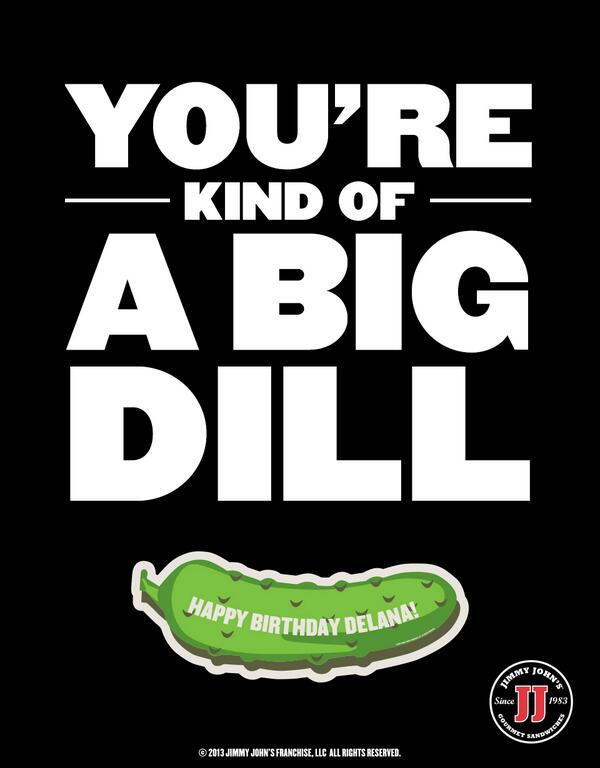 YOU'RE
KIND OF
A BIG
DILL
HAPPY BIRTHDAY DELANA!
JIMMY JOHN'S
Since JJ 1983
GOURMET SANDWICHES
© 2013 JIMMY JOHN'S FRANCHISE, LLC ALL RIGHTS RESERVED.